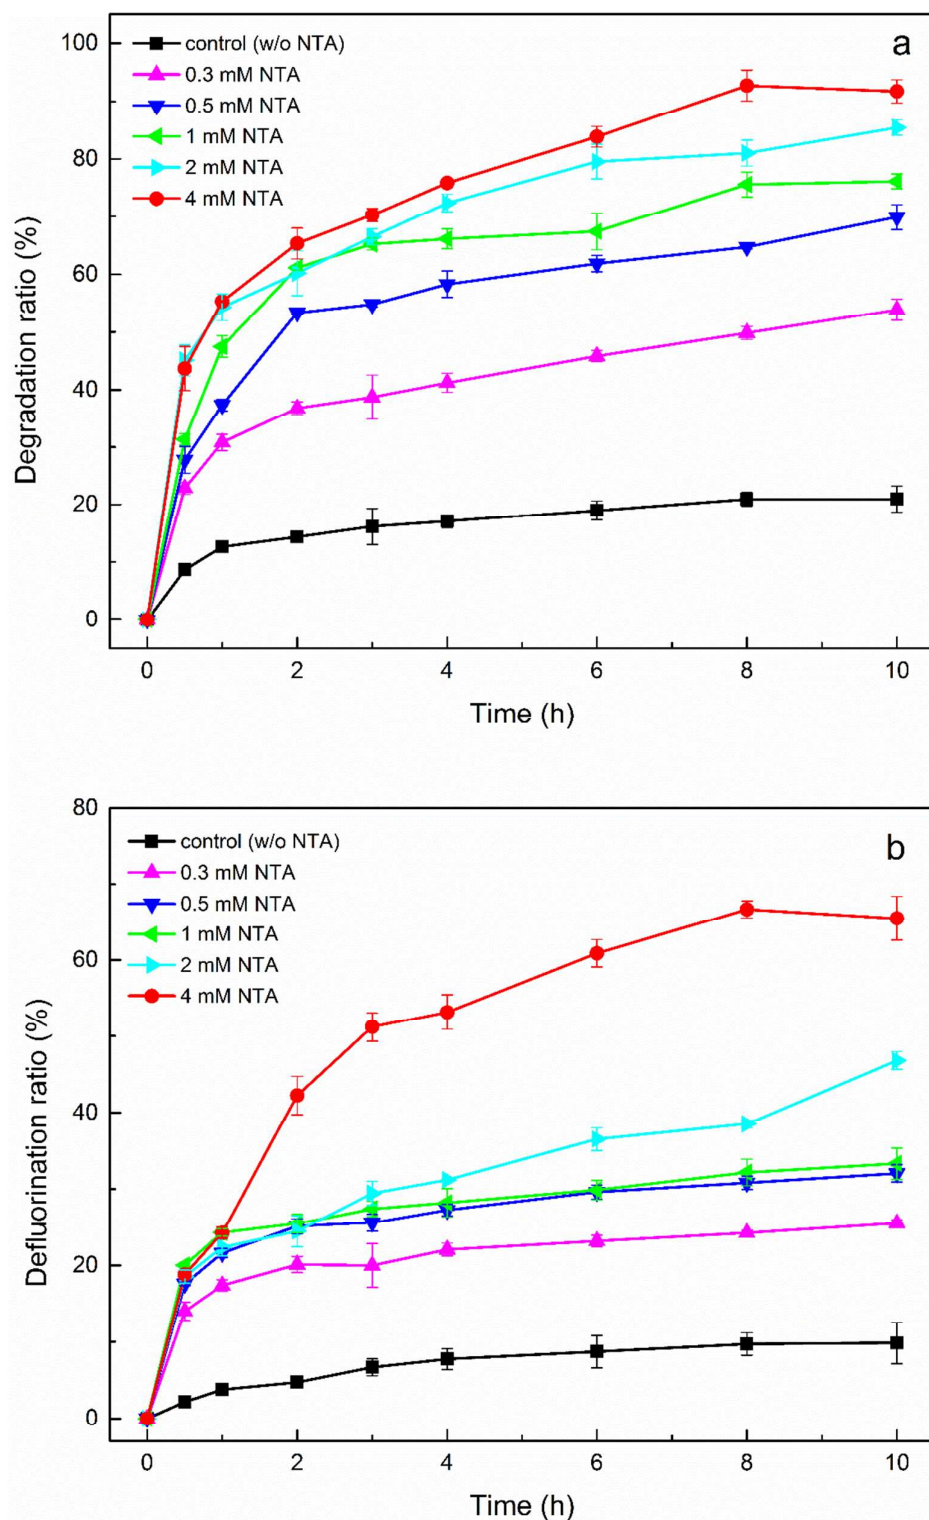 a
control (w/o NTA)
0.3 mM NTA
0.5 mM NTA
1 mM NTA
2 mM NTA
4 mM NTA
Degradation ratio (%)
100
80
60
40
20
0
0 2 4 6 8 10
Time (h)
b
control (w/o NTA)
0.3 mM NTA
0.5 mM NTA
1 mM NTA
2 mM NTA
4 mM NTA
Defluorination ratio (%)
80
60
40
20
0
0 2 4 6 8 10
Time (h)